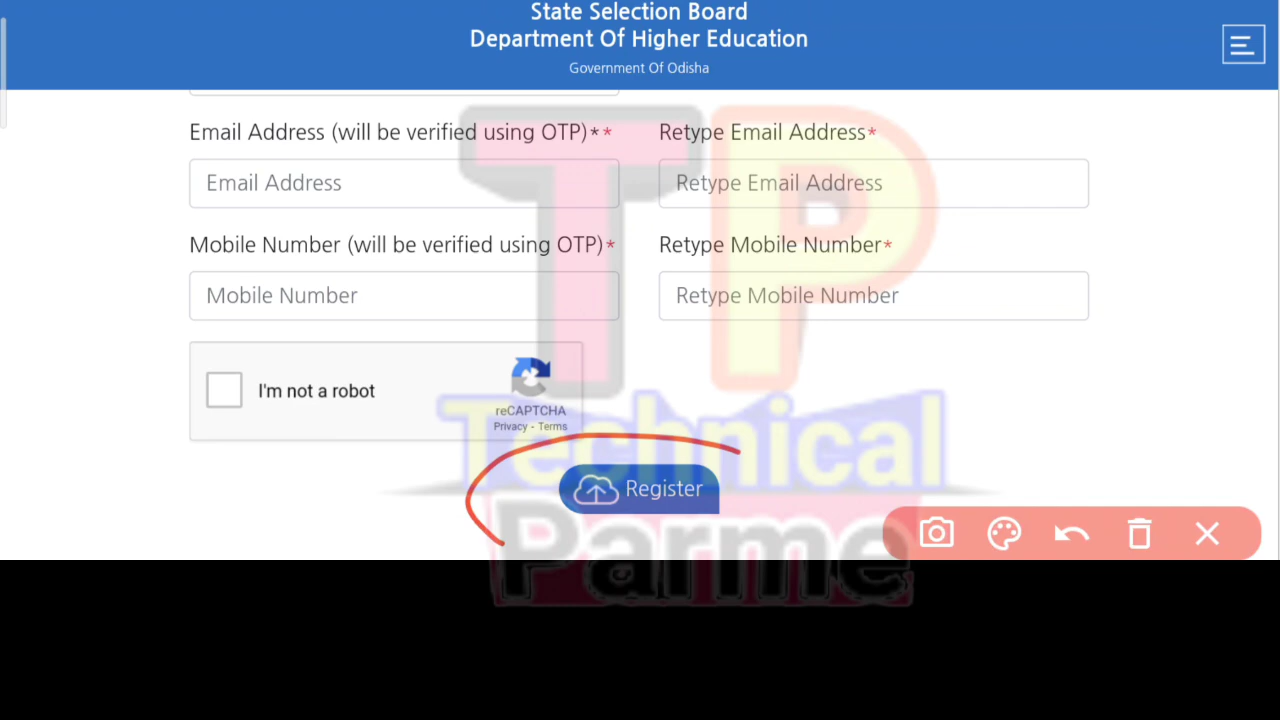 State Selection Board
Department Of Higher Education
Government Of Odisha
Email Address (will be verified using OTP)** Retype Email Address*
Email Address Retype Email Address
Mobile Number (will be verified using OTP)* Retype Mobile Number*
Mobile Number Retype Mobile Number
I'm not a robot
reCAPTCHA
Privacy - Terms
Register
TP
Technical
Parme